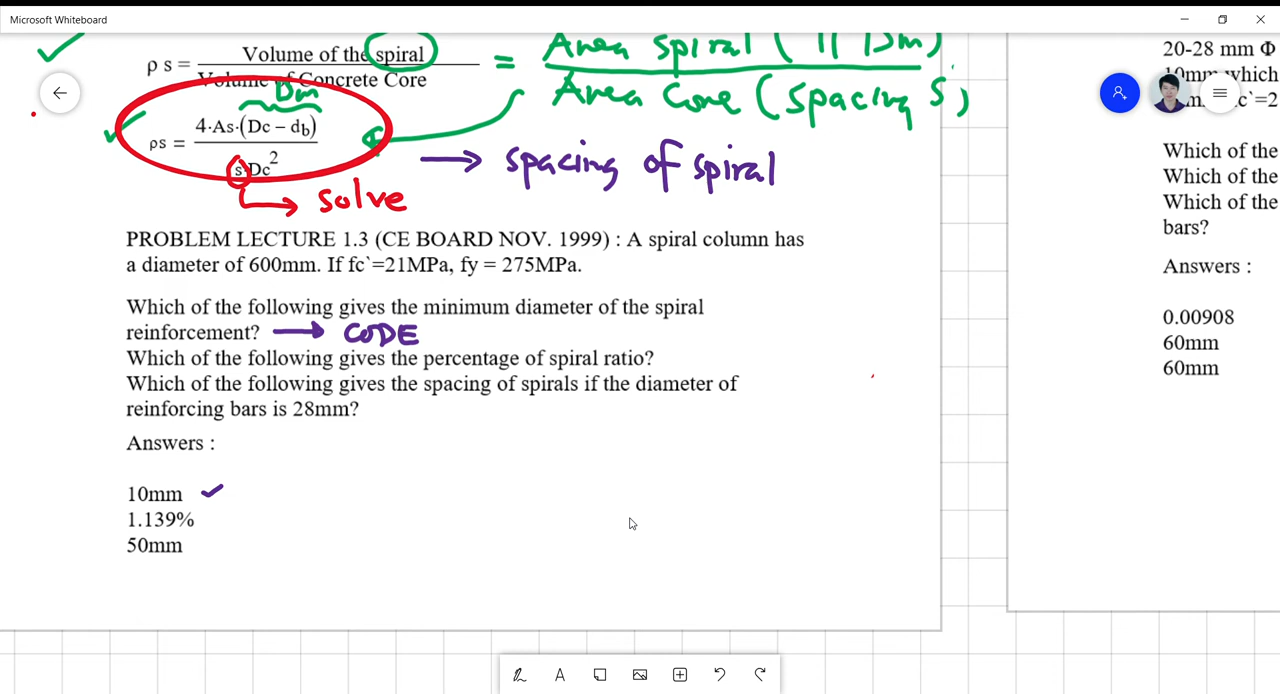 Microsoft Whiteboard
ρ s = Volume of the spiral / Volume of Concrete Core = Area spiral (π Dm) / Area Core (spacing s)
Dm
ρs = 4·As·(Dc − db) / s Dc²
→ spacing of spiral
→ solve
PROBLEM LECTURE 1.3 (CE BOARD NOV. 1999) : A spiral column has
a diameter of 600mm. If fc`=21MPa, fy = 275MPa.
Which of the following gives the minimum diameter of the spiral
reinforcement? → CODE
Which of the following gives the percentage of spiral ratio?
Which of the following gives the spacing of spirals if the diameter of
reinforcing bars is 28mm?
Answers :
10mm
1.139%
50mm
20-28 mm Φ
10mm which
c`=2
Which of the
Which of the
Which of the
bars?
Answers :
0.00908
60mm
60mm
A